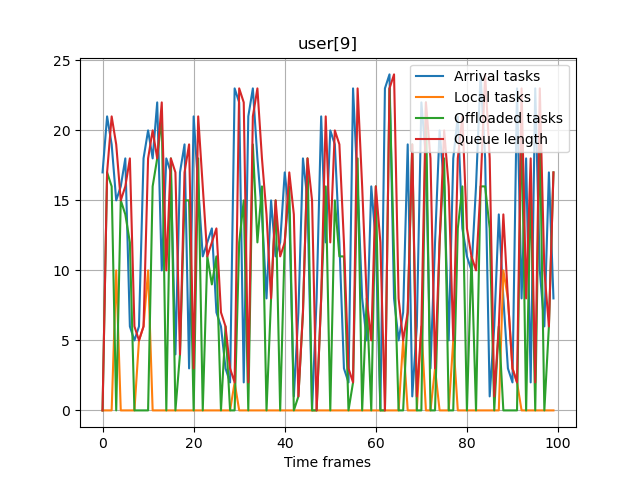 user[9]
25
20
15
10
5
0
Arrival tasks
Local tasks
Offloaded tasks
Queue length
0 20 40 60 80 100
Time frames